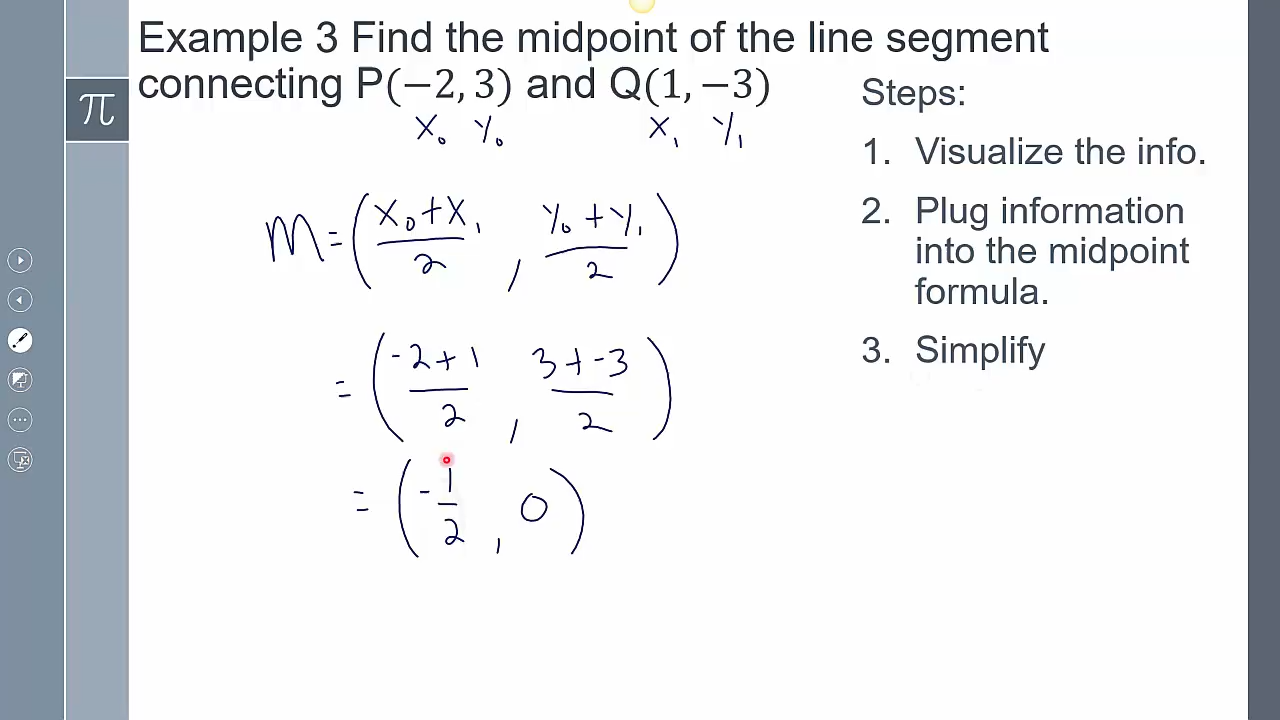 Example 3 Find the midpoint of the line segment
connecting P(−2, 3) and Q(1, −3)
x₀ y₀ x₁ y₁
π
M = (x₀ + x₁ / 2 , y₀ + y₁ / 2)
= (-2 + 1 / 2 , 3 + -3 / 2)
= (-1/2 , 0)
Steps:
1. Visualize the info.
2. Plug information
into the midpoint
formula.
3. Simplify